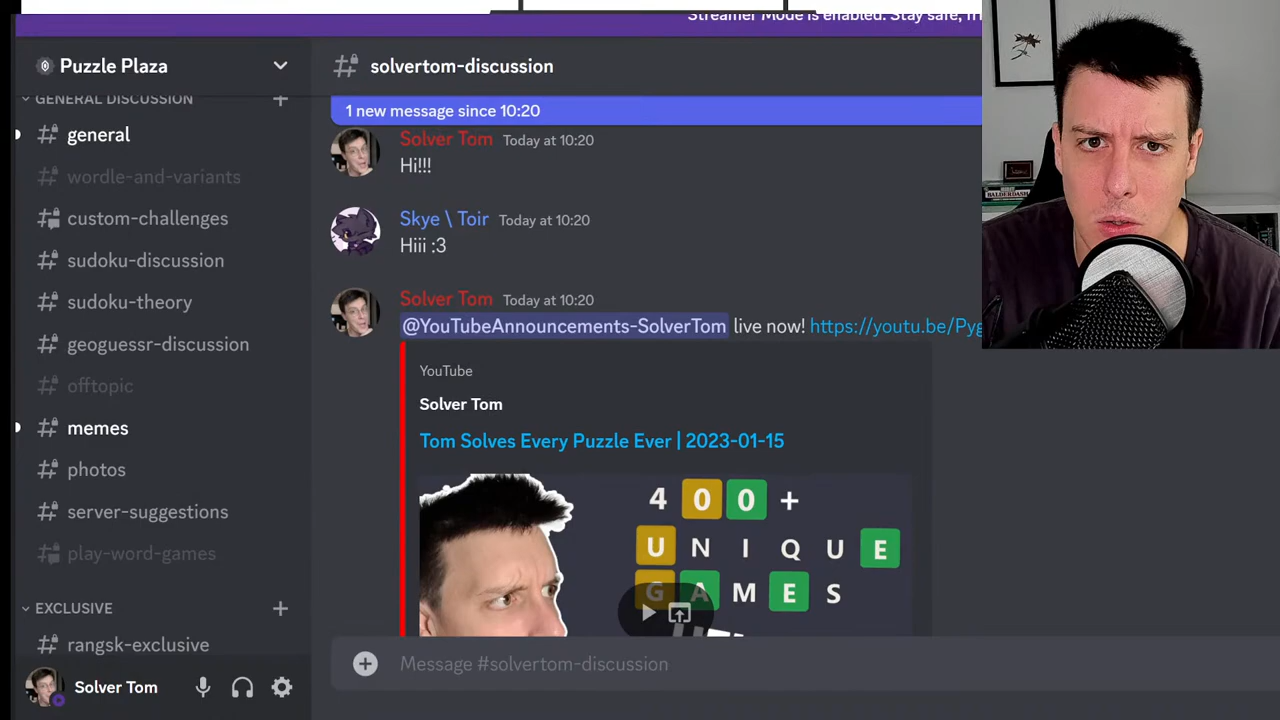 Streamer Mode is enabled. Stay safe, fri
Puzzle Plaza
solvertom-discussion
GENERAL DISCUSSION
general
wordle-and-variants
custom-challenges
sudoku-discussion
sudoku-theory
geoguessr-discussion
offtopic
memes
photos
server-suggestions
play-word-games
EXCLUSIVE
rangsk-exclusive
Solver Tom
1 new message since 10:20
Solver Tom Today at 10:20
Hi!!!
Skye \ Toir Today at 10:20
Hiii :3
Solver Tom Today at 10:20
@YouTubeAnnouncements-SolverTom live now! https://youtu.be/Pyg
YouTube
Solver Tom
Tom Solves Every Puzzle Ever | 2023-01-15
400+
UNIQUE
GAMES
Message #solvertom-discussion
BALDERDASH